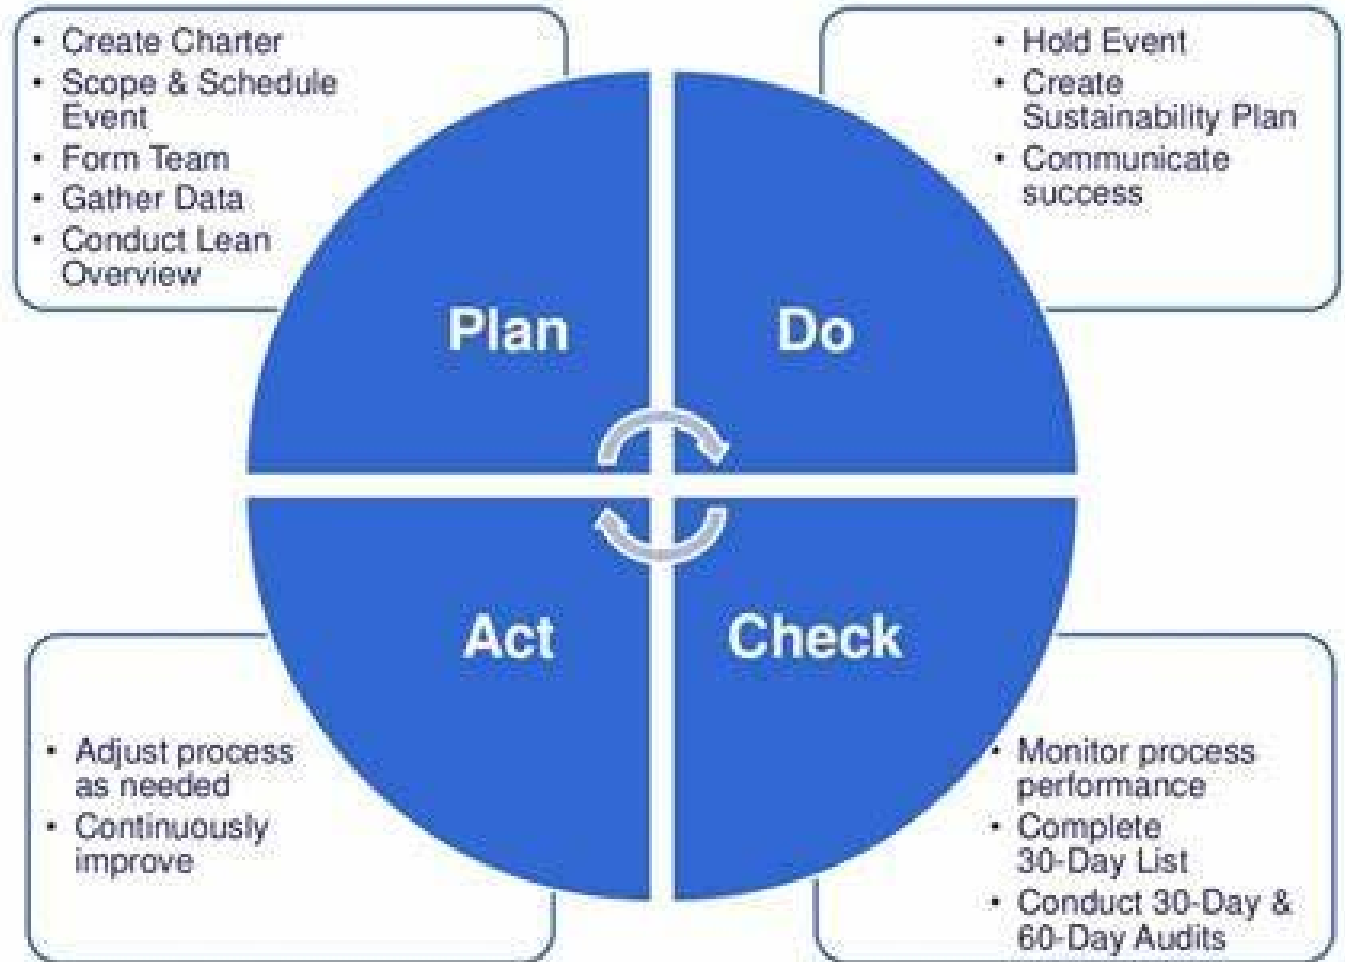 • Create Charter
• Scope & Schedule
Event
• Form Team
• Gather Data
• Conduct Lean
Overview
• Hold Event
• Create
Sustainability Plan
• Communicate
success
Plan
Do
Act
Check
• Adjust process
as needed
• Continuously
improve
• Monitor process
performance
• Complete
30-Day List
• Conduct 30-Day &
60-Day Audits